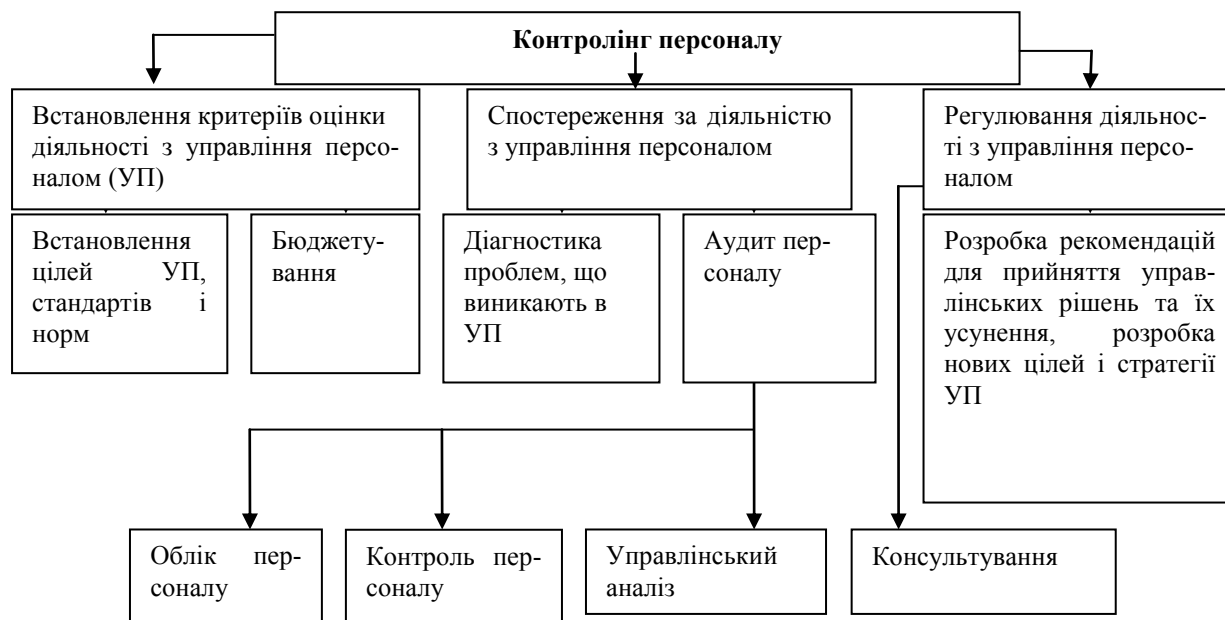 Контролінг персоналу
Встановлення критеріїв оцінки
діяльності з управління персо-
налом (УП)
Спостереження за діяльністю
з управління персоналом
Регулювання діяльнос-
ті з управління персо-
налом
Встановлення
цілей УП,
стандартів і
норм
Бюджету-
вання
Діагностика
проблем, що
виникають в
УП
Аудит пер-
соналу
Розробка рекомендацій
для прийняття управ-
лінських рішень та їх
усунення, розробка
нових цілей і стратегії
УП
Облік пер-
соналу
Контроль пер-
соналу
Управлінський
аналіз
Консультування